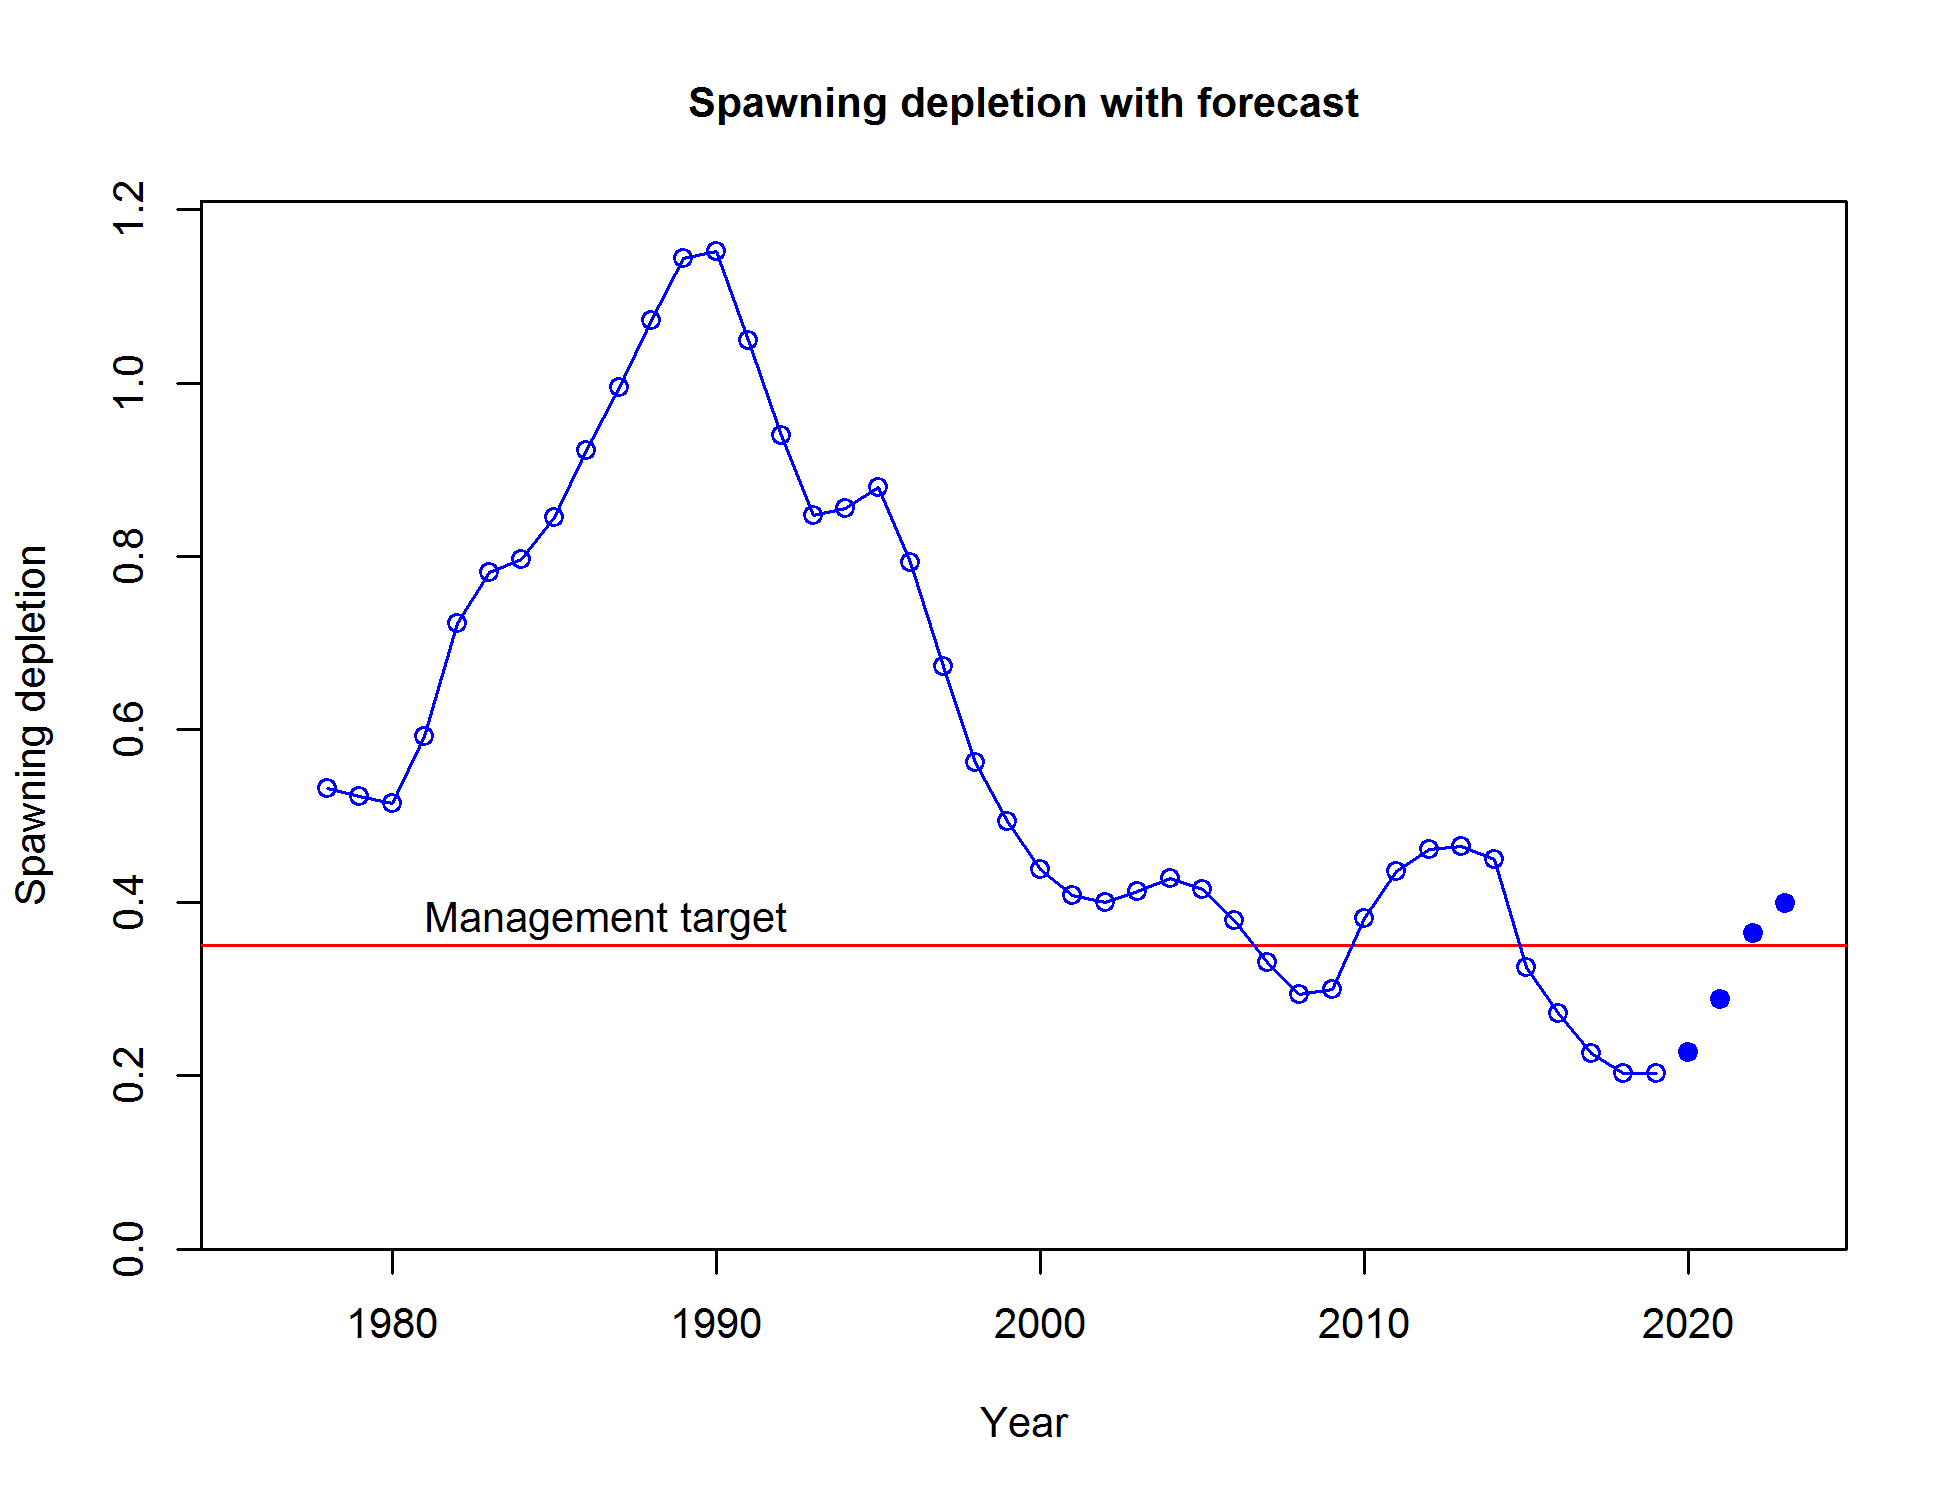 Spawning depletion with forecast
Spawning depletion
1.2
1.0
0.8
0.6
0.4
0.2
0.0
Management target
1980 1990 2000 2010 2020
Year